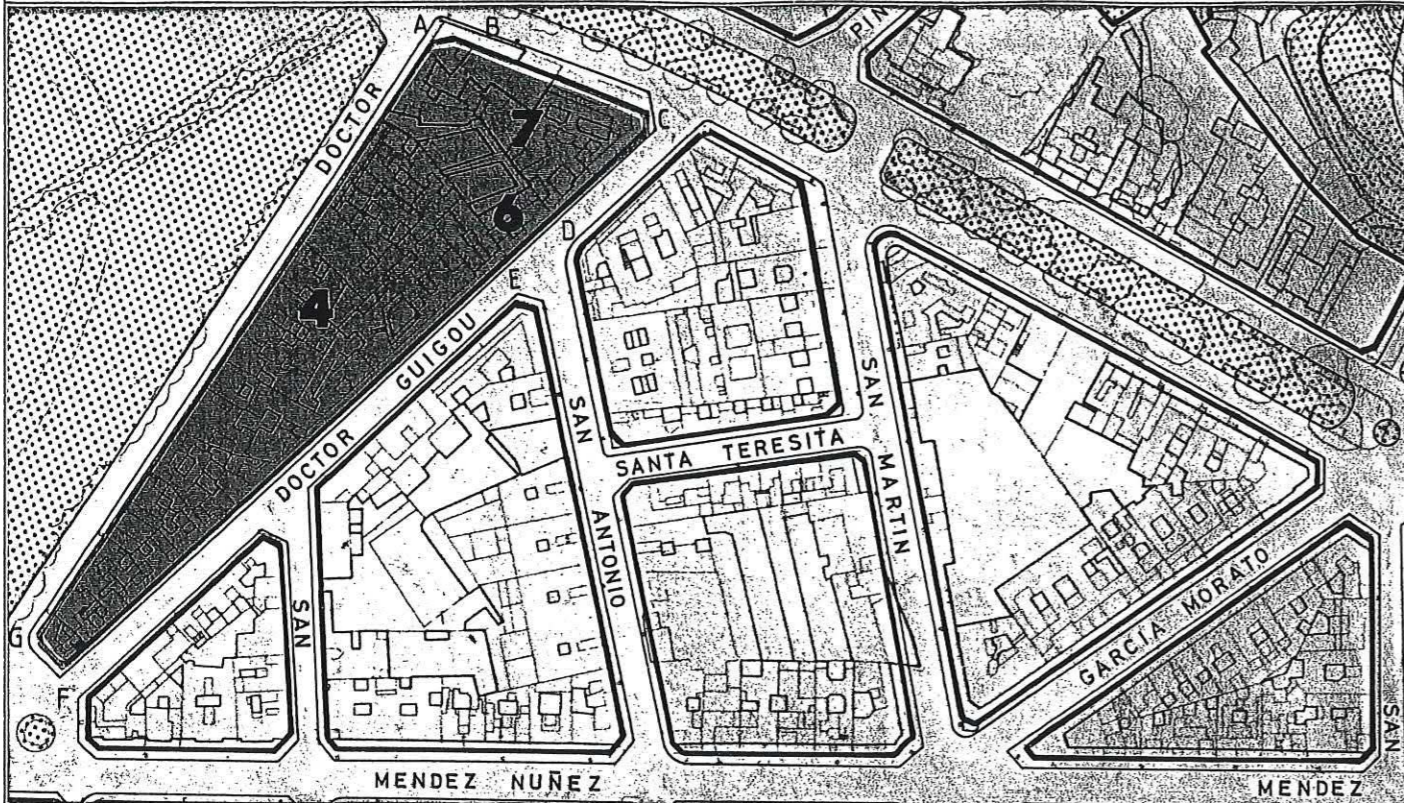 A
B
PIN
DOCTOR
7
C
6
D
E
4
DOCTOR GUIGOU
SAN ANTONIO
SAN MARTIN
SANTA TERESITA
GARCÍA MORATO
SAN
G
F
SAN
MENDEZ NUÑEZ
MENDEZ